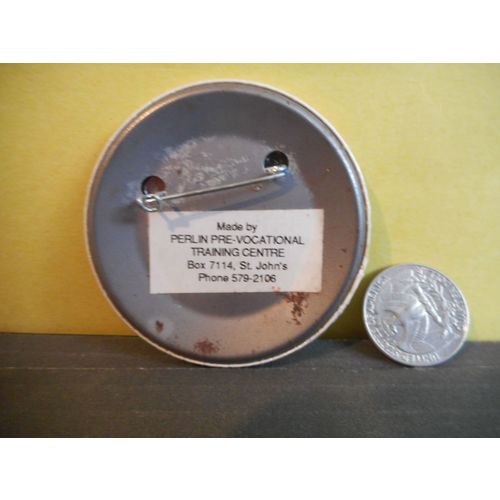 Made by
PERLIN PRE-VOCATIONAL
TRAINING CENTRE
Box 7114, St. John's
Phone 579-2106